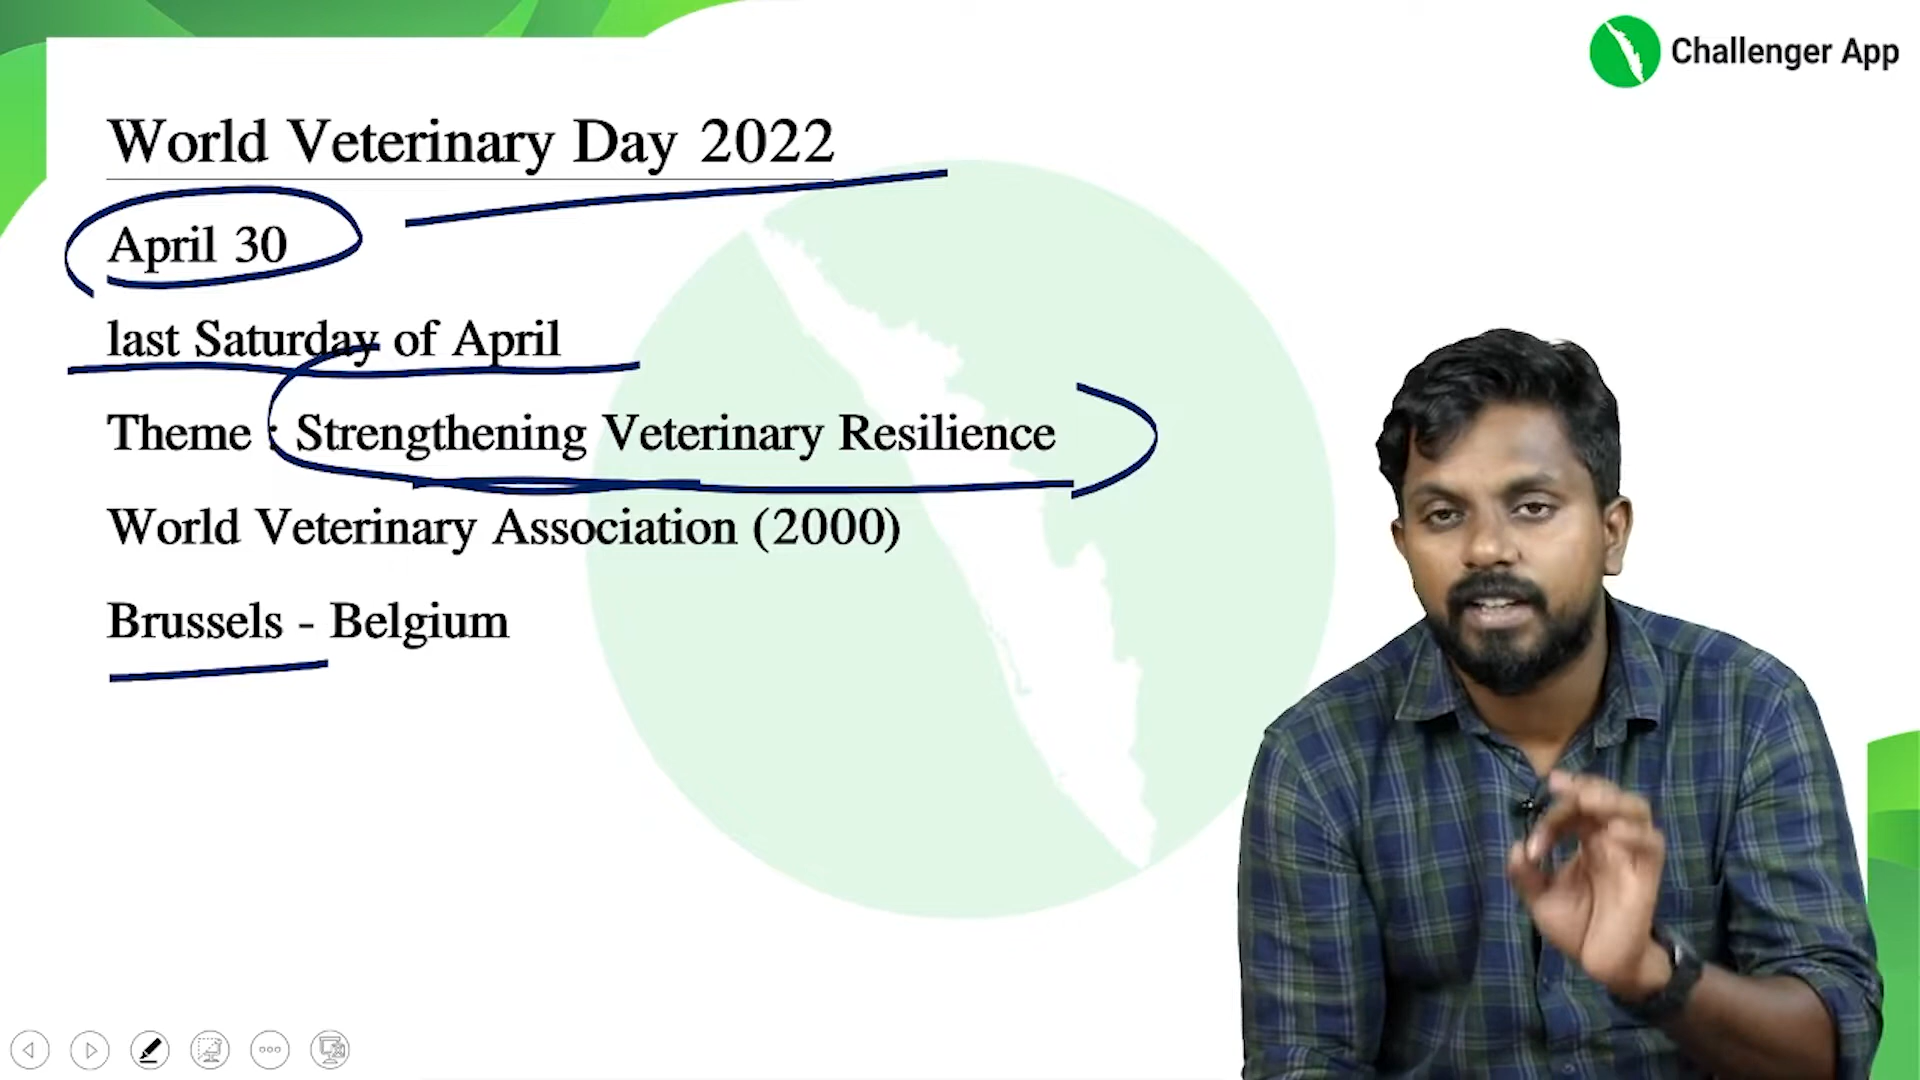 Challenger App
World Veterinary Day 2022
April 30
last Saturday of April
Theme : Strengthening Veterinary Resilience
World Veterinary Association (2000)
Brussels - Belgium